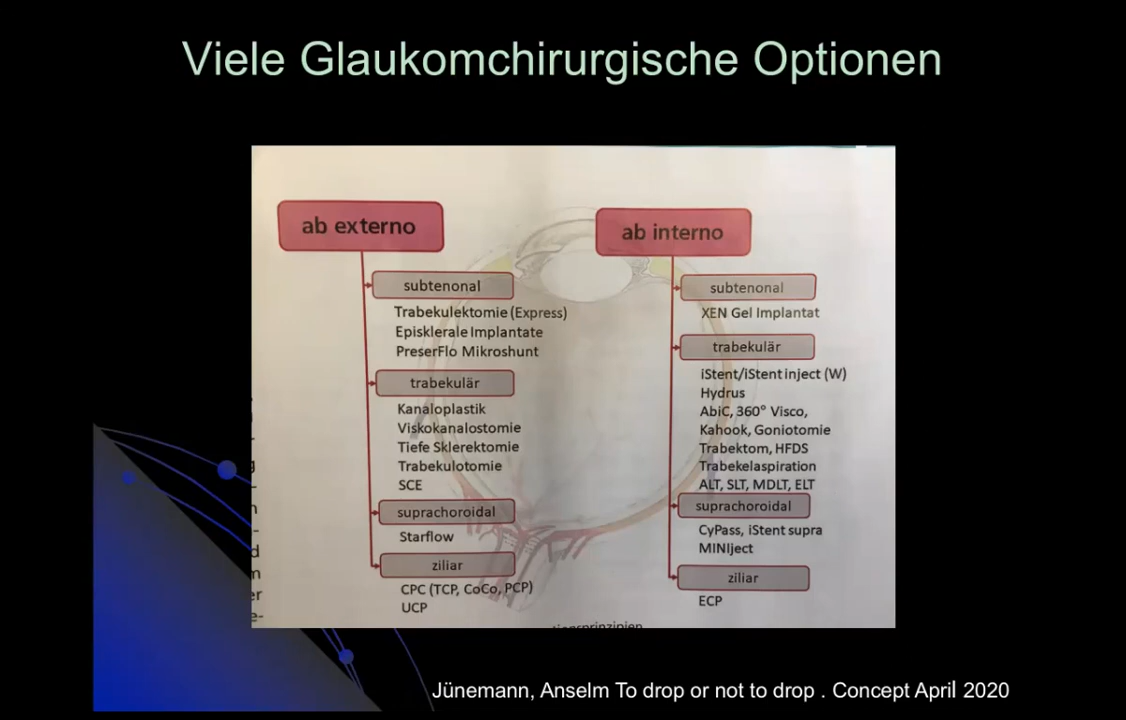 Viele Glaukomchirurgische Optionen
ab externo
subtenonal
Trabekulektomie (Express)
Episklerale Implantate
PreserFlo Mikroshunt
trabekulär
Kanaloplastik
Viskokanalostomie
Tiefe Sklerektomie
Trabekulotomie
SCE
suprachoroidal
Starflow
ziliar
CPC (TCP, CoCo, PCP)
UCP
ab interno
subtenonal
XEN Gel Implantat
trabekulär
iStent/iStent inject (W)
Hydrus
AbiC, 360° Visco,
Kahook, Goniotomie
Trabektom, HFDS
Trabekelaspiration
ALT, SLT, MDLT, ELT
suprachoroidal
CyPass, iStent supra
MINIject
ziliar
ECP
Jünemann, Anselm To drop or not to drop . Concept April 2020